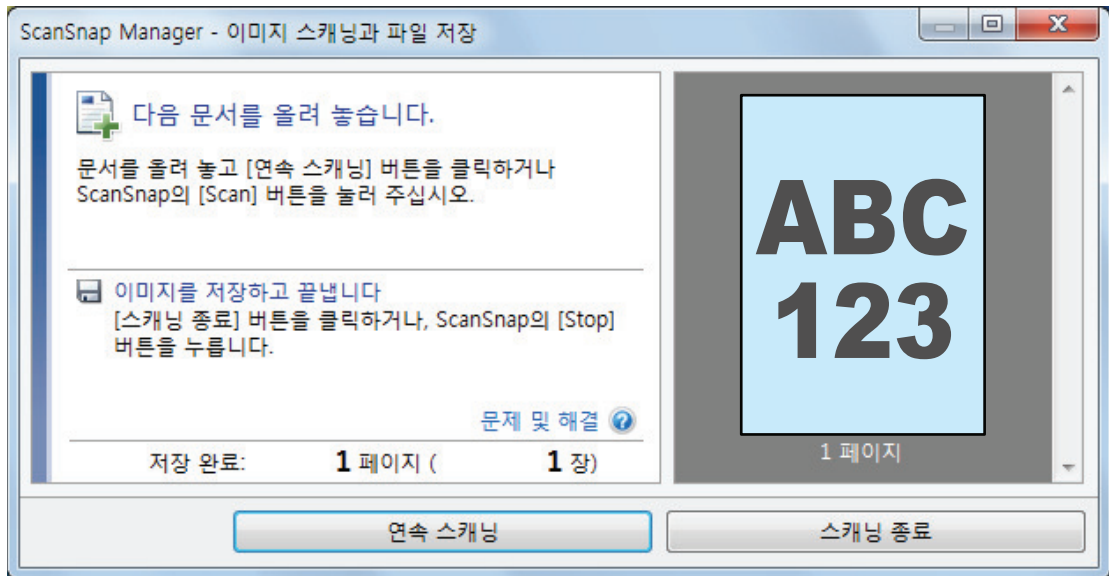 ScanSnap Manager - 이미지 스캐닝과 파일 저장
다음 문서를 올려 놓습니다.
문서를 올려 놓고 [연속 스캐닝] 버튼을 클릭하거나
ScanSnap의 [Scan] 버튼을 눌러 주십시오.
이미지를 저장하고 끝냅니다
[스캐닝 종료] 버튼을 클릭하거나, ScanSnap의 [Stop]
버튼을 누릅니다.
문제 및 해결
저장 완료: 1 페이지 ( 1 장)
ABC
123
1 페이지
연속 스캐닝
스캐닝 종료